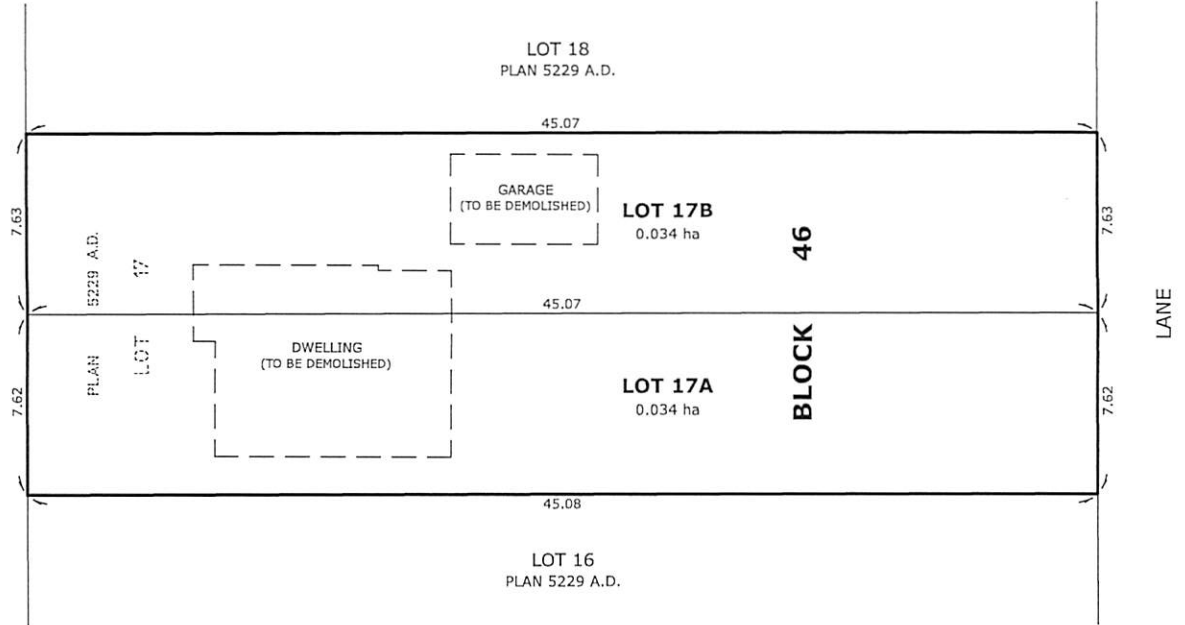 LOT 18
PLAN 5229 A.D.
45.07
GARAGE
(TO BE DEMOLISHED)
LOT 17B
0.034 ha
7.63
7.63
PLAN 5229 A.D.
LOT 17
BLOCK 46
LANE
45.07
DWELLING
(TO BE DEMOLISHED)
LOT 17A
0.034 ha
7.62
7.62
45.08
LOT 16
PLAN 5229 A.D.